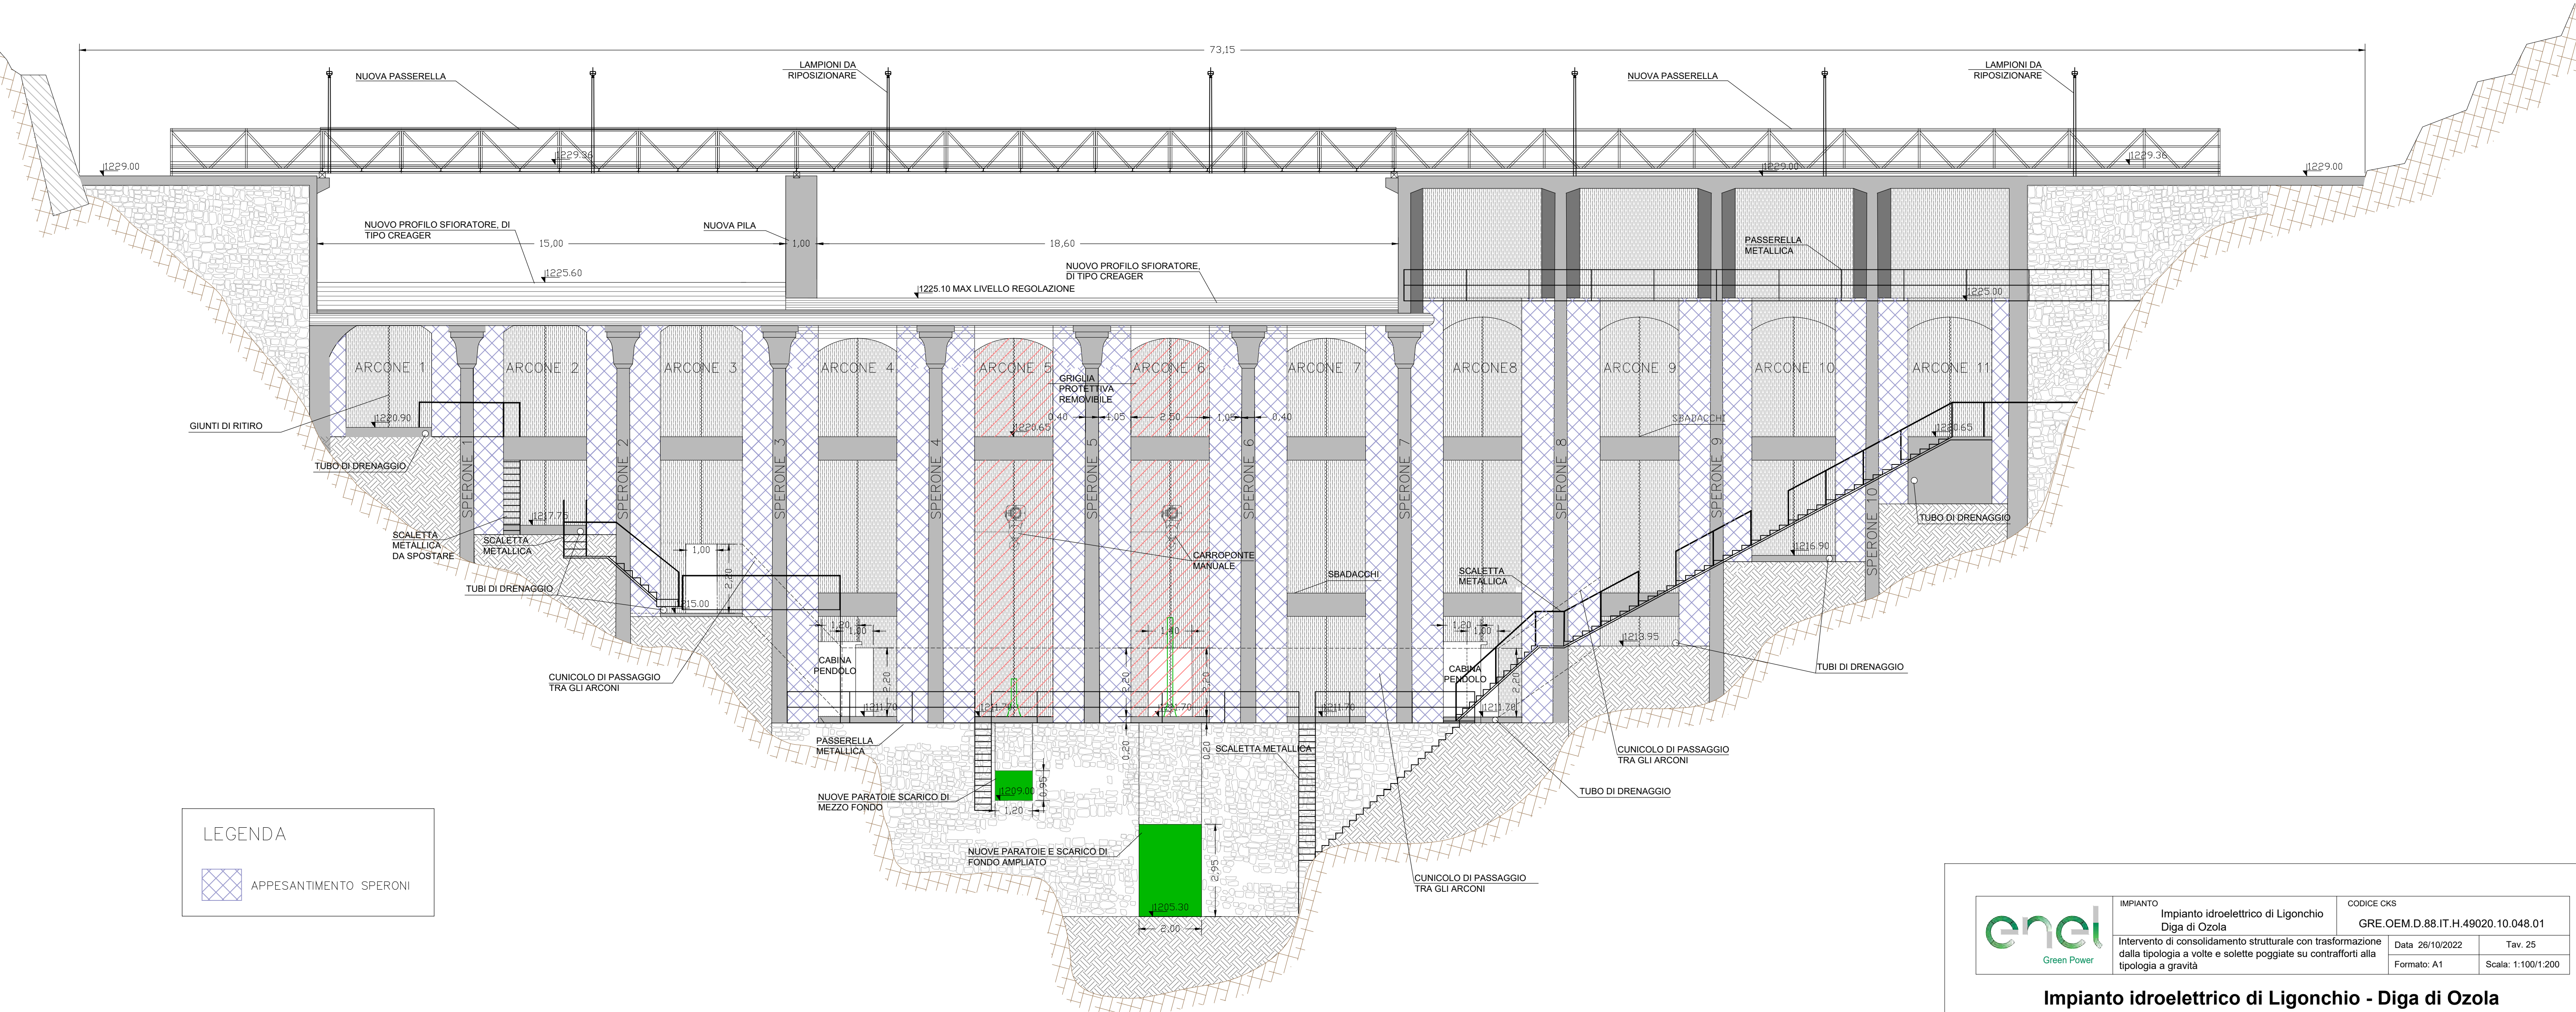 73,15
NUOVA PASSERELLA
LAMPIONI DA
RIPOSIZIONARE
NUOVA PASSERELLA
LAMPIONI DA
RIPOSIZIONARE
1229.00
1229.36
1229.00
1229.36
1229.00
NUOVO PROFILO SFIORATORE, DI
TIPO CREAGER
15,00
NUOVA PILA
1,00
18,60
PASSERELLA
METALLICA
NUOVO PROFILO SFIORATORE,
DI TIPO CREAGER
1225.60
1225.10 MAX LIVELLO REGOLAZIONE
1225.00
ARCONE 1
ARCONE 2
ARCONE 3
ARCONE 4
ARCONE 5
ARCONE 6
ARCONE 7
ARCONE8
ARCONE 9
ARCONE 10
ARCONE 11
GRIGLIA
PROTETTIVA
REMOVIBILE
0,40
1,05
2,50
1,05
0,40
1220.90
1220.65
SBADACCHI
1220.65
GIUNTI DI RITIRO
TUBO DI DRENAGGIO
SPERONE 1
SPERONE 2
SPERONE 3
SPERONE 4
SPERONE 5
SPERONE 6
SPERONE 7
SPERONE 8
SPERONE 9
SPERONE 10
1217.75
SCALETTA
METALLICA
DA SPOSTARE
SCALETTA
METALLICA
TUBO DI DRENAGGIO
1,00
2,20
CARROPONTE
MANUALE
1216.90
TUBI DI DRENAGGIO
SBADACCHI
SCALETTA
METALLICA
1215.00
1,20
1,00
1,40
1,20
1,00
1213.95
CABINA
PENDOLO
CABINA
PENDOLO
CUNICOLO DI PASSAGGIO
TRA GLI ARCONI
TUBI DI DRENAGGIO
2,20
2,20
2,20
2,20
1211.70
1211.70
1211.70
1211.70
1211.70
PASSERELLA
METALLICA
0,20
0,20
SCALETTA METALLICA
CUNICOLO DI PASSAGGIO
TRA GLI ARCONI
NUOVE PARATOIE SCARICO DI
MEZZO FONDO
1209.00
0,95
1,20
TUBO DI DRENAGGIO
LEGENDA
APPESANTIMENTO SPERONI
NUOVE PARATOIE E SCARICO DI
FONDO AMPLIATO
2,95
1205.30
2,00
CUNICOLO DI PASSAGGIO
TRA GLI ARCONI
enel
Green Power
IMPIANTO
Impianto idroelettrico di Ligonchio
Diga di Ozola
CODICE CKS
GRE.OEM.D.88.IT.H.49020.10.048.01
Intervento di consolidamento strutturale con trasformazione
dalla tipologia a volte e solette poggiate su contrafforti alla
tipologia a gravità
Data 26/10/2022
Tav. 25
Formato: A1
Scala: 1:100/1:200
Impianto idroelettrico di Ligonchio - Diga di Ozola